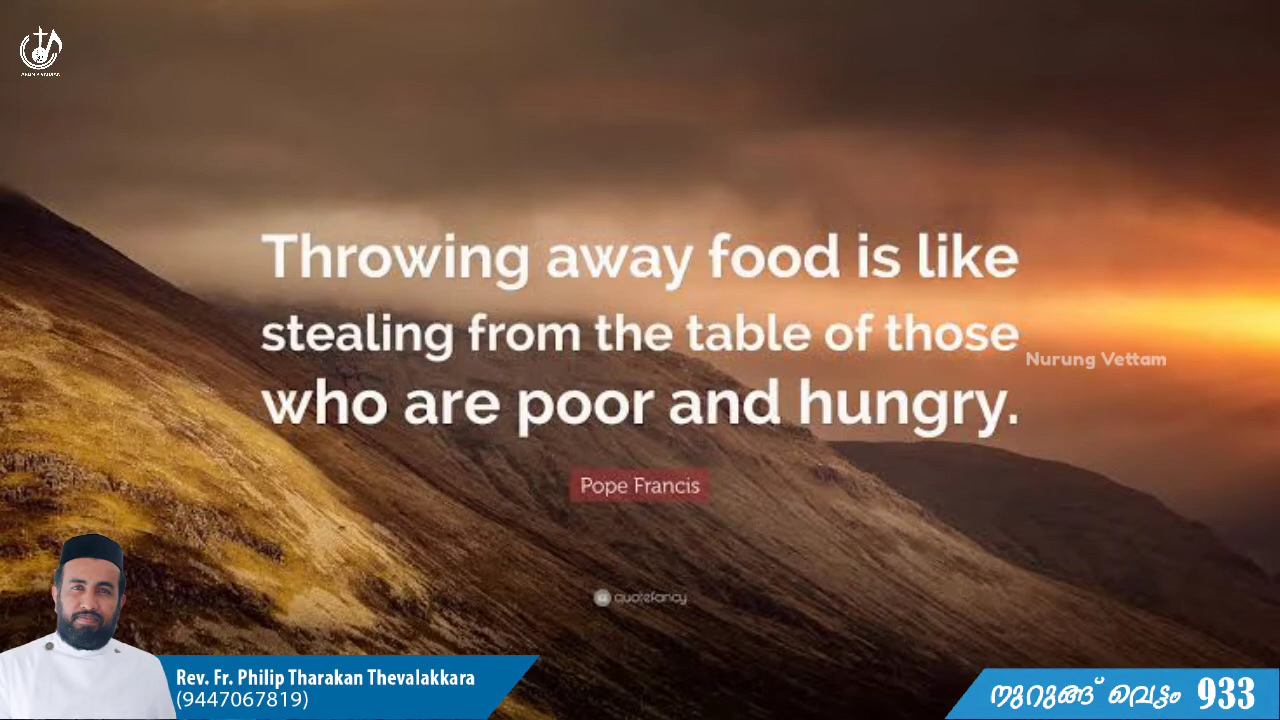 Throwing away food is like
stealing from the table of those
who are poor and hungry.
Nurung Vettam
Pope Francis
quotefancy
Rev. Fr. Philip Tharakan Thevalakkara
(9447067819)
നുറുങ്ങ് വെട്ടം 933